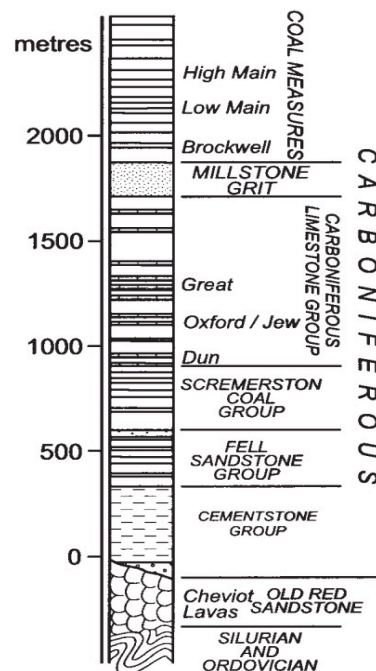 metres
COAL MEASURES
High Main
Low Main
2000
Brockwell
MILLSTONE
GRIT
CARBONIFEROUS
1500
CARBONIFEROUS
LIMESTONE GROUP
Great
Oxford / Jew
1000
Dun
SCREMERSTON
COAL
GROUP
500
FELL
SANDSTONE
GROUP
CEMENTSTONE
GROUP
0
Cheviot OLD RED
Lavas SANDSTONE
SILURIAN
AND
ORDOVICIAN